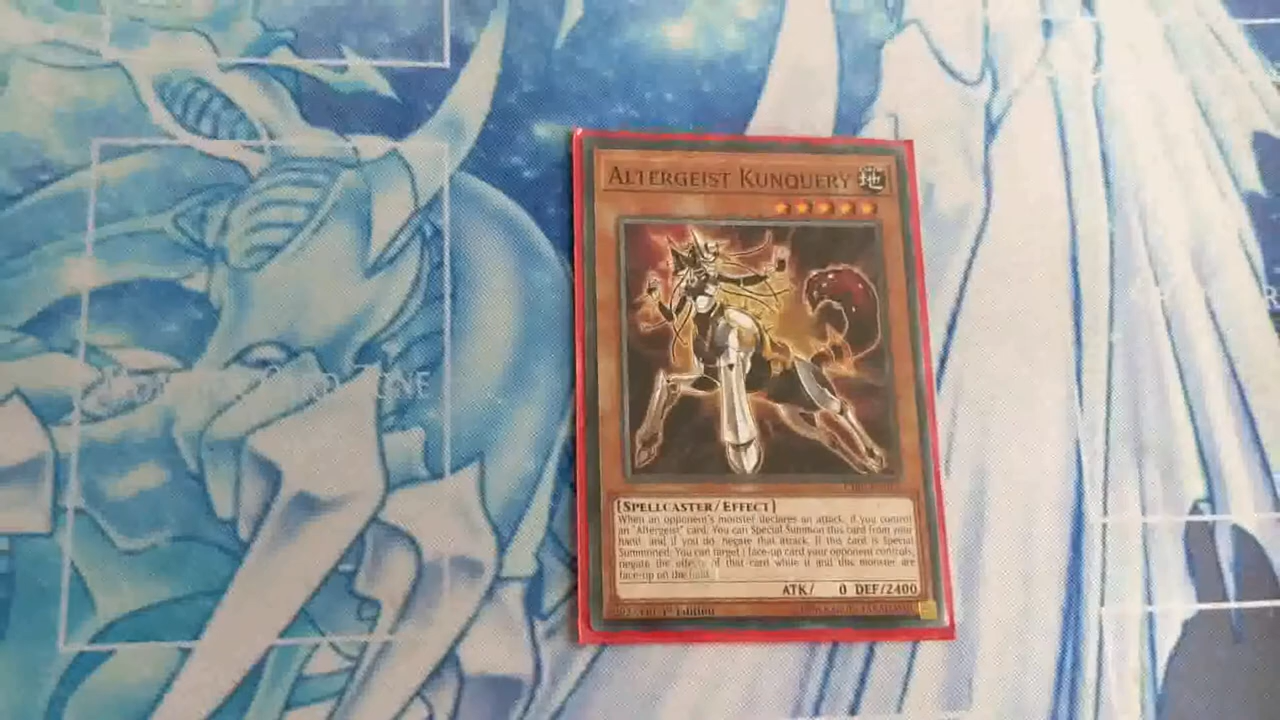 ALTERGEIST KUNQUERY 地
[SPELLCASTER/EFFECT]
When an opponent's monster declares an attack, if you control
an "Altergeist" card: You can Special Summon this card from your
hand, and if you do, negate that attack. If this card is Special
Summoned: You can target 1 face-up card your opponent controls;
negate the effects of that card while it and this monster are
face-up on the field.
ATK/ 0 DEF/2400
1st Edition
ZONE